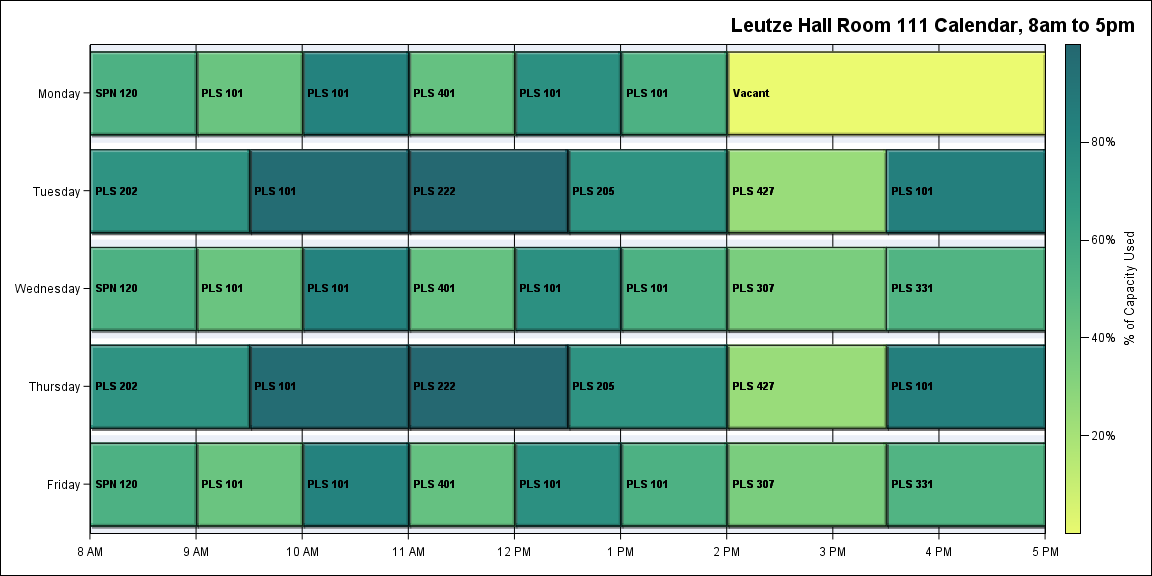 Leutze Hall Room 111 Calendar, 8am to 5pm
Monday
SPN 120
PLS 101
PLS 101
PLS 401
PLS 101
PLS 101
Vacant
Tuesday
PLS 202
PLS 101
PLS 222
PLS 205
PLS 427
PLS 101
Wednesday
SPN 120
PLS 101
PLS 101
PLS 401
PLS 101
PLS 101
PLS 307
PLS 331
Thursday
PLS 202
PLS 101
PLS 222
PLS 205
PLS 427
PLS 101
Friday
SPN 120
PLS 101
PLS 101
PLS 401
PLS 101
PLS 101
PLS 307
PLS 331
8 AM
9 AM
10 AM
11 AM
12 PM
1 PM
2 PM
3 PM
4 PM
5 PM
80%
60%
40%
20%
% of Capacity Used